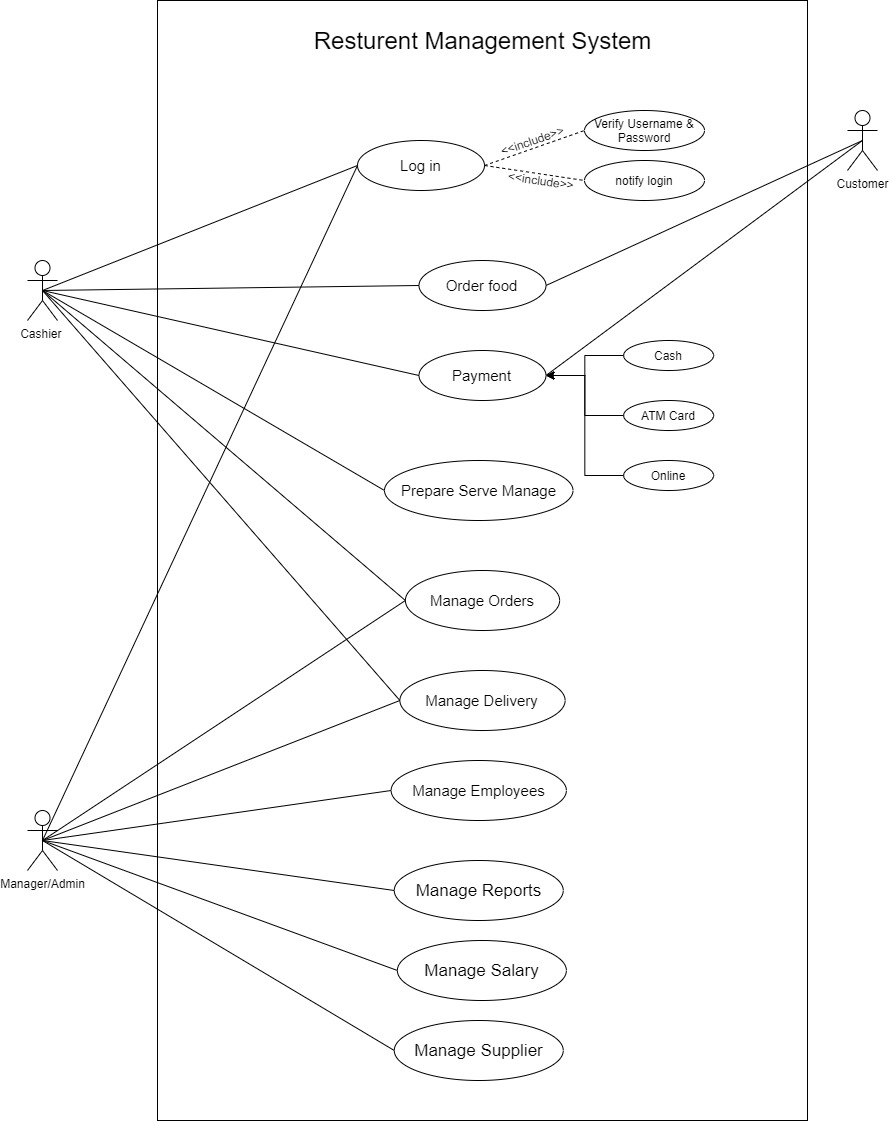 Resturent Management System
Verify Username &
Password
<<include>>
Log in
<<include>>
notify login
Customer
Order food
Cashier
Cash
Payment
ATM Card
Online
Prepare Serve Manage
Manage Orders
Manage Delivery
Manage Employees
Manager/Admin
Manage Reports
Manage Salary
Manage Supplier